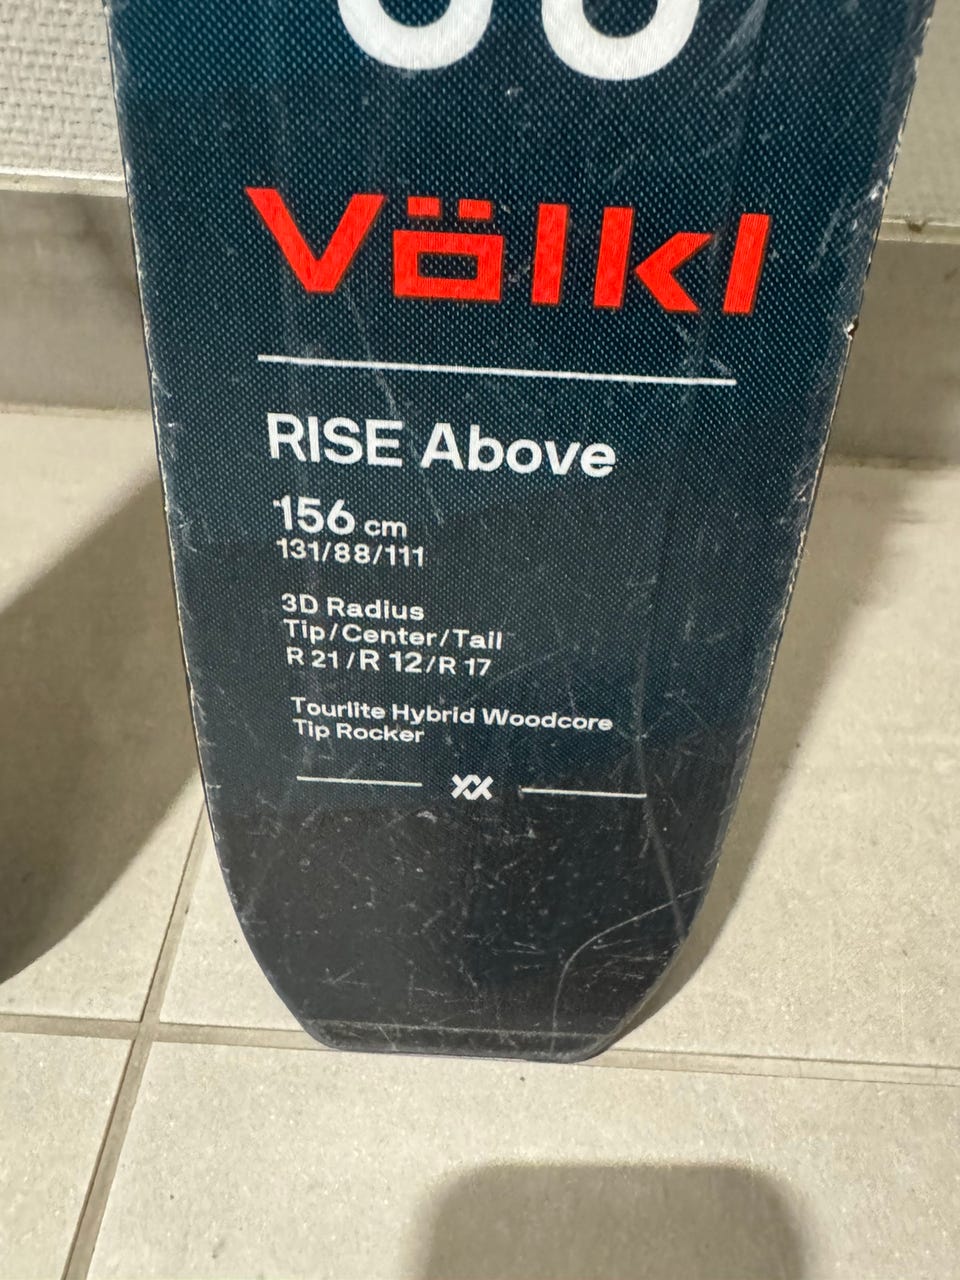 Völkl
RISE Above
156 cm
131/88/111
3D Radius
Tip/Center/Tail
R 21/R 12/R 17
Tourlite Hybrid Woodcore
Tip Rocker